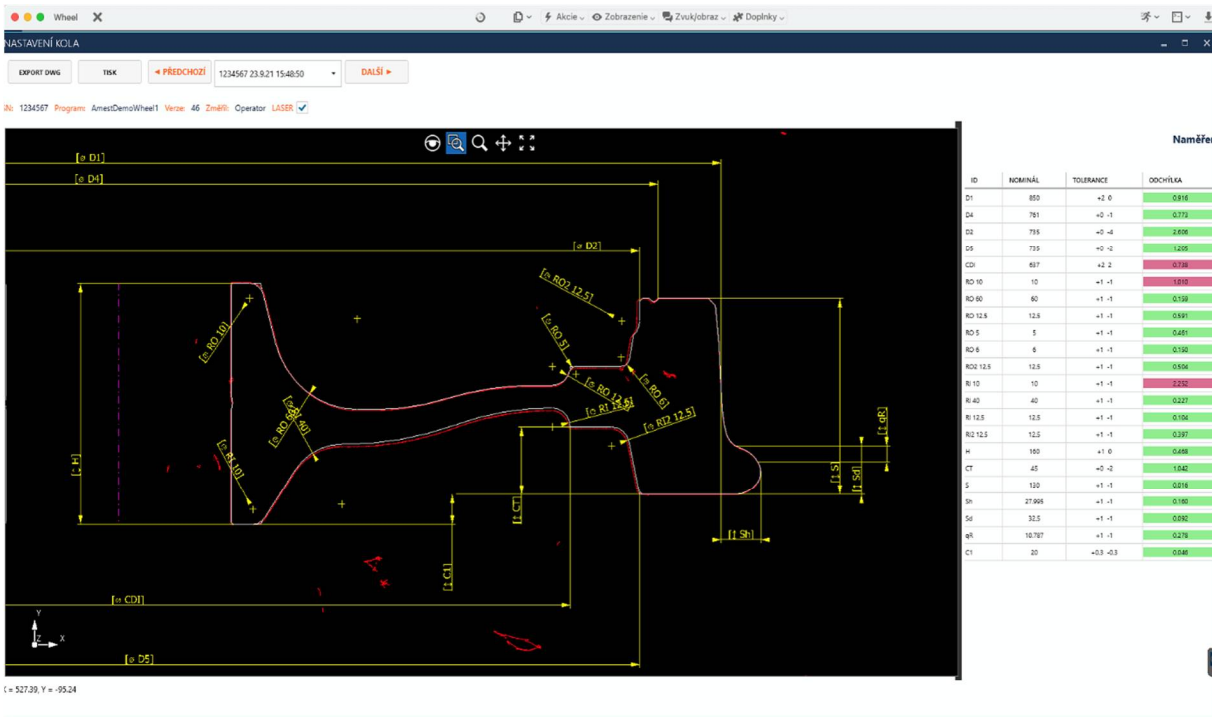 Wheel
Akcie Zobrazenie Zvuk/obraz Doplnky
NASTAVENÍ KOLA
EXPORT DWG TISK PŘEDCHOZÍ 1234567 23.9.21 15:48:50 DALŠÍ
SN: 1234567 Program: AmestDemoWheel1 Verze: 46 Změřil: Operator LASER
Naměřen
[⌀ D1]
[⌀ D4]
[⌀ D2]
[⌀ RO2 12.5]
[⌀ RO 10]
[⌀ RO 5]
[⌀ RO 6]
[⌀ RO 12.5]
[⌀ RI 12.5]
[⌀ RI2 12.5]
[⌀ RO 60]
[⌀ RI 40]
[⌀ RI 10]
[↕ H]
[↕ qR]
[↕ S]
[↕ Sd]
[↕ CT]
[↕ Sh]
[↕ C1]
[⌀ CDI]
[⌀ D5]
Y
Z X
ID NOMINÁL TOLERANCE ODCHYLKA
D1 850 +2 0 0.916
D4 761 +0 -1 0.773
D2 735 +0 -4 2.606
D5 735 +0 -2 1.205
CDI 637 +2 2 0.738
RO 10 10 +1 -1 1.010
RO 60 60 +1 -1 0.159
RO 12.5 12.5 +1 -1 0.591
RO 5 5 +1 -1 0.461
RO 6 6 +1 -1 0.150
RO2 12.5 12.5 +1 -1 0.504
RI 10 10 +1 -1 2.252
RI 40 40 +1 -1 0.227
RI 12.5 12.5 +1 -1 0.104
RI2 12.5 12.5 +1 -1 0.397
H 160 +1 0 0.468
CT 45 +0 -2 1.042
S 130 +1 -1 0.016
Sh 27.995 +1 -1 0.160
Sd 32.5 +1 -1 0.092
qR 10.787 +1 -1 0.278
C1 20 +0.3 -0.3 0.046
X = 527.39, Y = -95.24